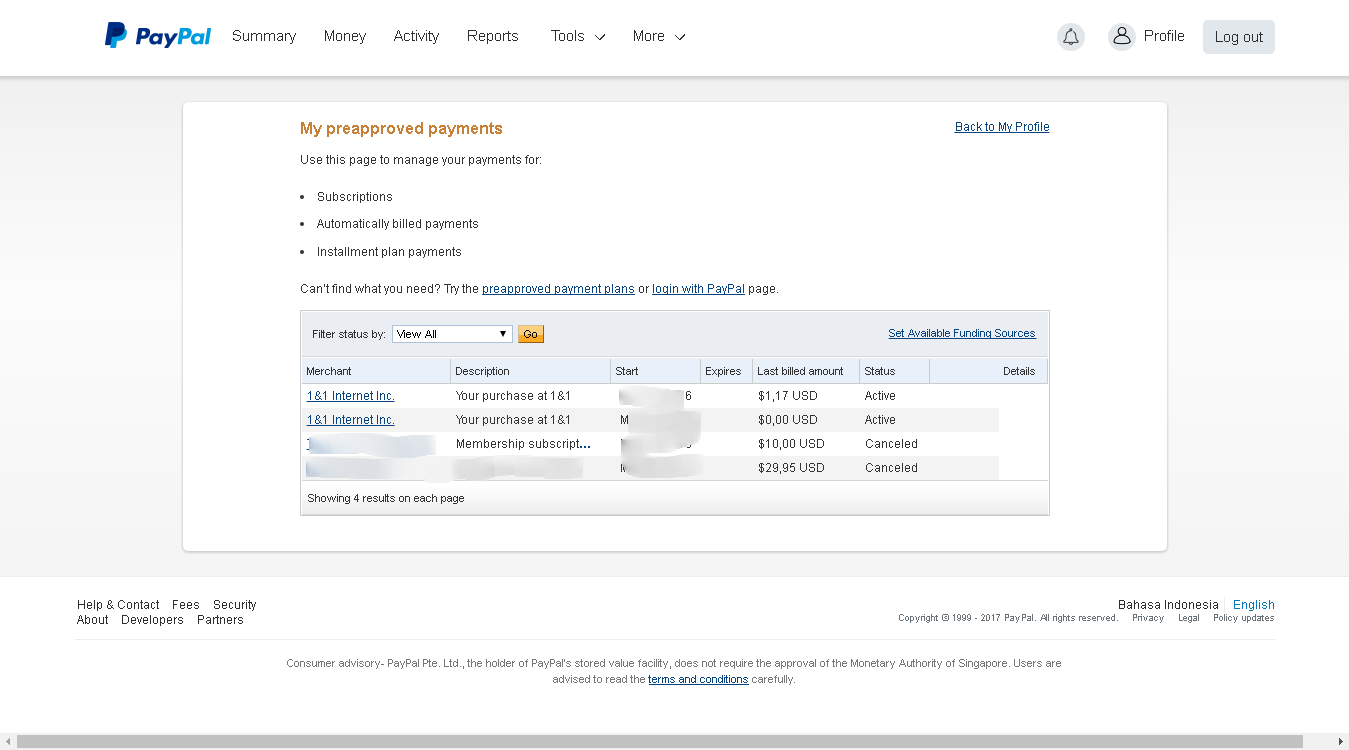 PayPal Summary Money Activity Reports Tools More Profile Log out
My preapproved payments Back to My Profile
Use this page to manage your payments for:
• Subscriptions
• Automatically billed payments
• Installment plan payments
Can't find what you need? Try the preapproved payment plans or login with PayPal page.
Filter status by: View All Go Set Available Funding Sources
Merchant Description Start Expires Last billed amount Status Details
1&1 Internet Inc. Your purchase at 1&1 6 $1,17 USD Active
1&1 Internet Inc. Your purchase at 1&1 M $0,00 USD Active
Membership subscript... $10,00 USD Canceled
$29,95 USD Canceled
Showing 4 results on each page
Help & Contact Fees Security Bahasa Indonesia English
About Developers Partners Copyright © 1999 - 2017 PayPal. All rights reserved. Privacy Legal Policy updates
Consumer advisory- PayPal Pte. Ltd., the holder of PayPal's stored value facility, does not require the approval of the Monetary Authority of Singapore. Users are
advised to read the terms and conditions carefully.